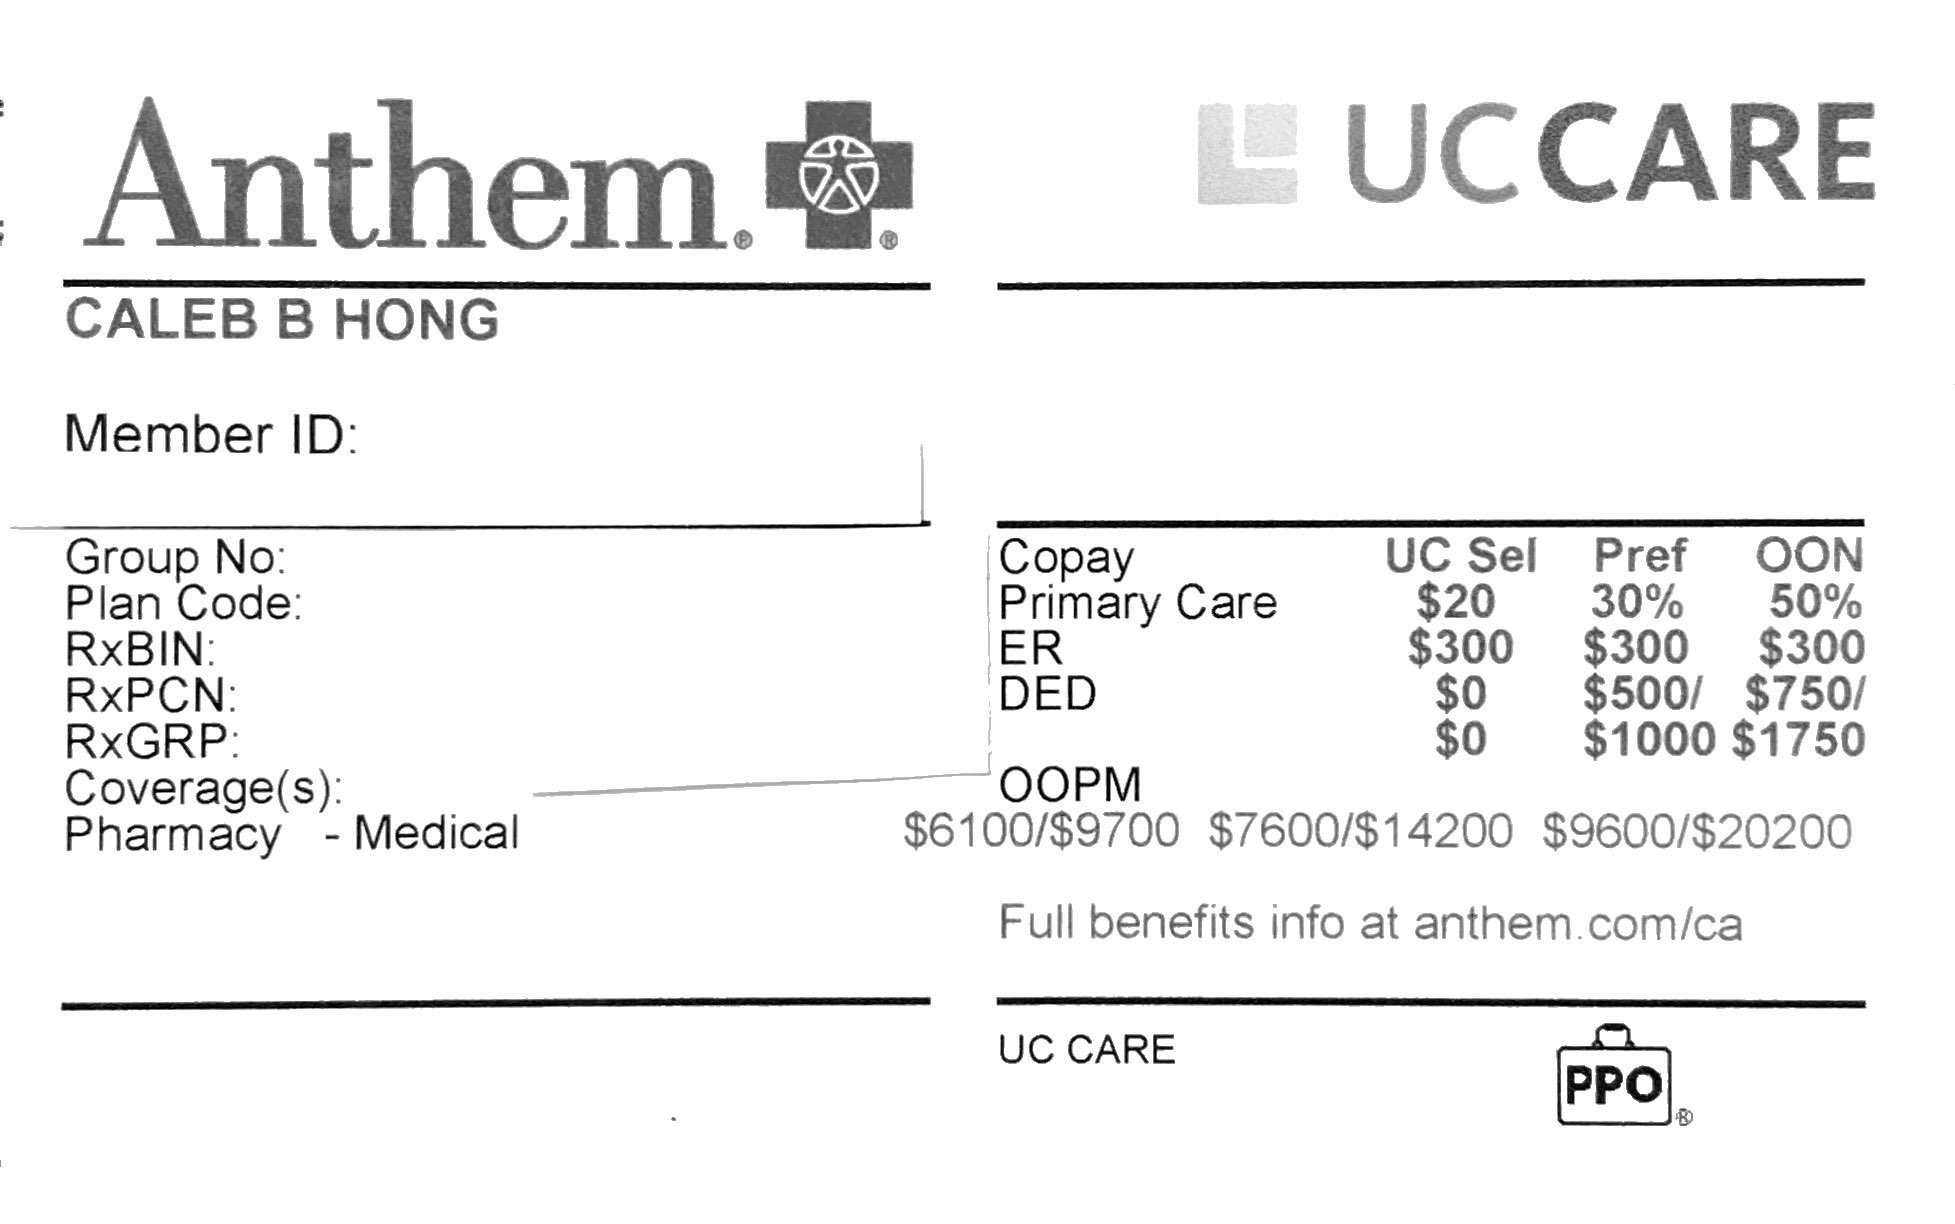 Anthem®
®
UC CARE
CALEB B HONG
Member ID:
Group No:
Plan Code:
RxBIN:
RxPCN:
RxGRP:
Coverage(s):
Pharmacy - Medical
Copay UC Sel Pref OON
Primary Care $20 30% 50%
ER $300 $300 $300
DED $0 $500/ $750/
$0 $1000 $1750
OOPM
$6100/$9700 $7600/$14200 $9600/$20200
Full benefits info at anthem.com/ca
UC CARE
PPO®